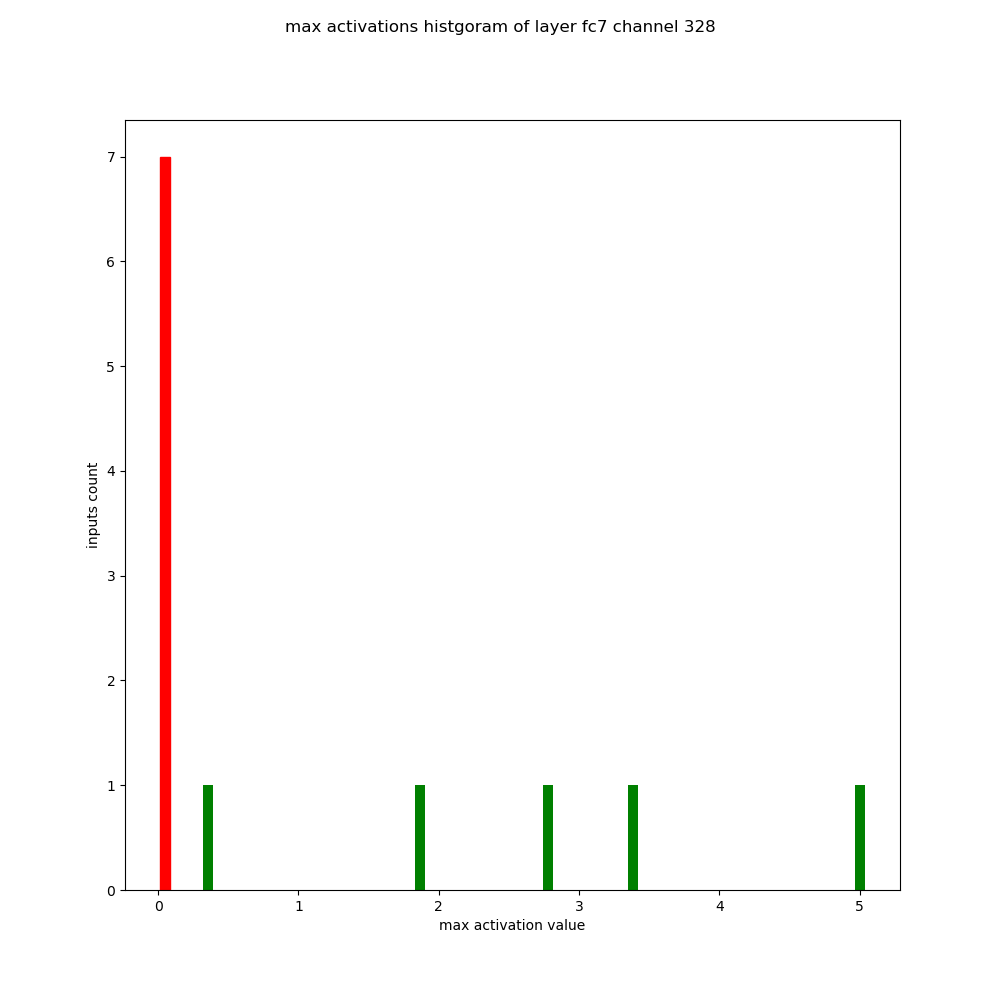 max activations histgoram of layer fc7 channel 328
7
6
5
4
3
2
1
0
inputs count
0 1 2 3 4 5
max activation value